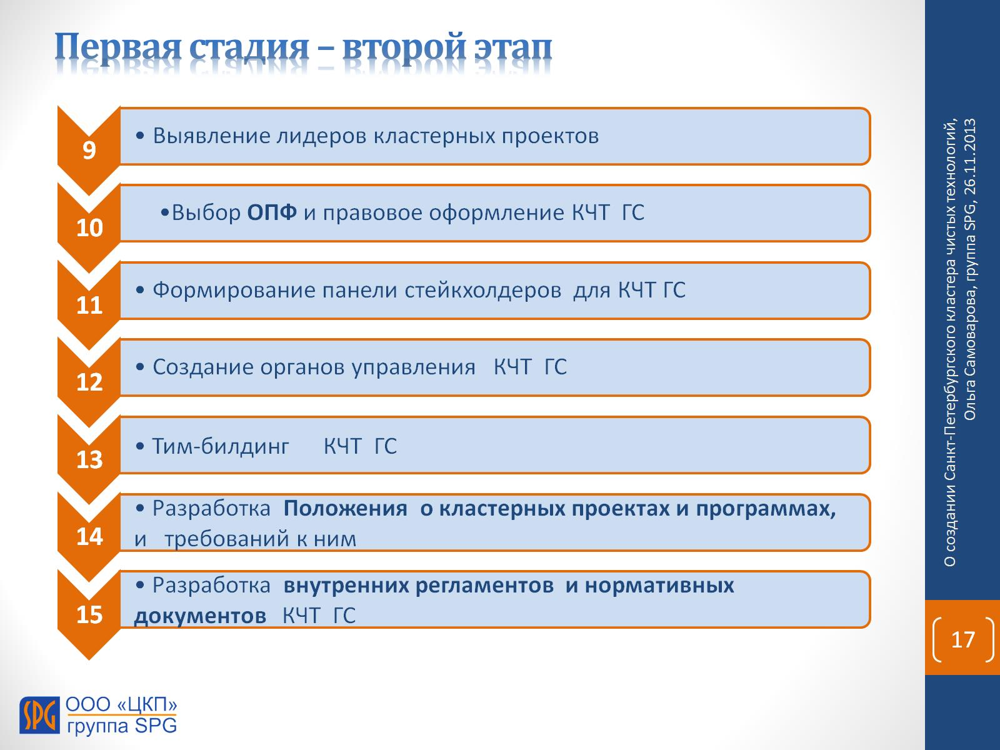 Первая стадия – второй этап
9
• Выявление лидеров кластерных проектов
10
•Выбор ОПФ и правовое оформление КЧТ ГС
11
• Формирование панели стейкхолдеров для КЧТ ГС
12
• Создание органов управления КЧТ ГС
13
• Тим-билдинг КЧТ ГС
14
• Разработка Положения о кластерных проектах и программах,
и требований к ним
15
• Разработка внутренних регламентов и нормативных
документов КЧТ ГС
О создании Санкт-Петербургского кластера чистых технологий,
Ольга Самоварова, группа SPG, 26.11.2013
17
SPG
ООО «ЦКП»
группа SPG